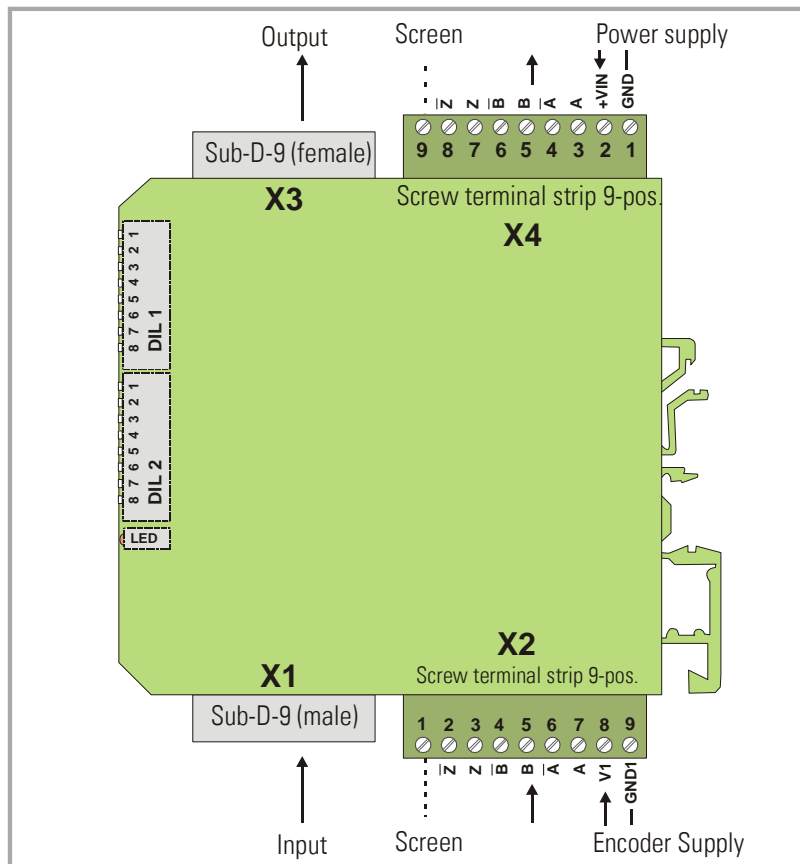 Output Screen Power supply
Z̅ Z B̅ B A̅ A +VIN GND
Sub-D-9 (female) 9 8 7 6 5 4 3 2 1
X3 Screw terminal strip 9-pos.
X4
1 2 3 4 5 6 7 8
DIL 1
1 2 3 4 5 6 7 8
DIL 2
LED
X2
X1 Screw terminal strip 9-pos.
Sub-D-9 (male) 1 2 3 4 5 6 7 8 9
Z̅ Z B̅ B A̅ A V1 GND1
Input Screen Encoder Supply